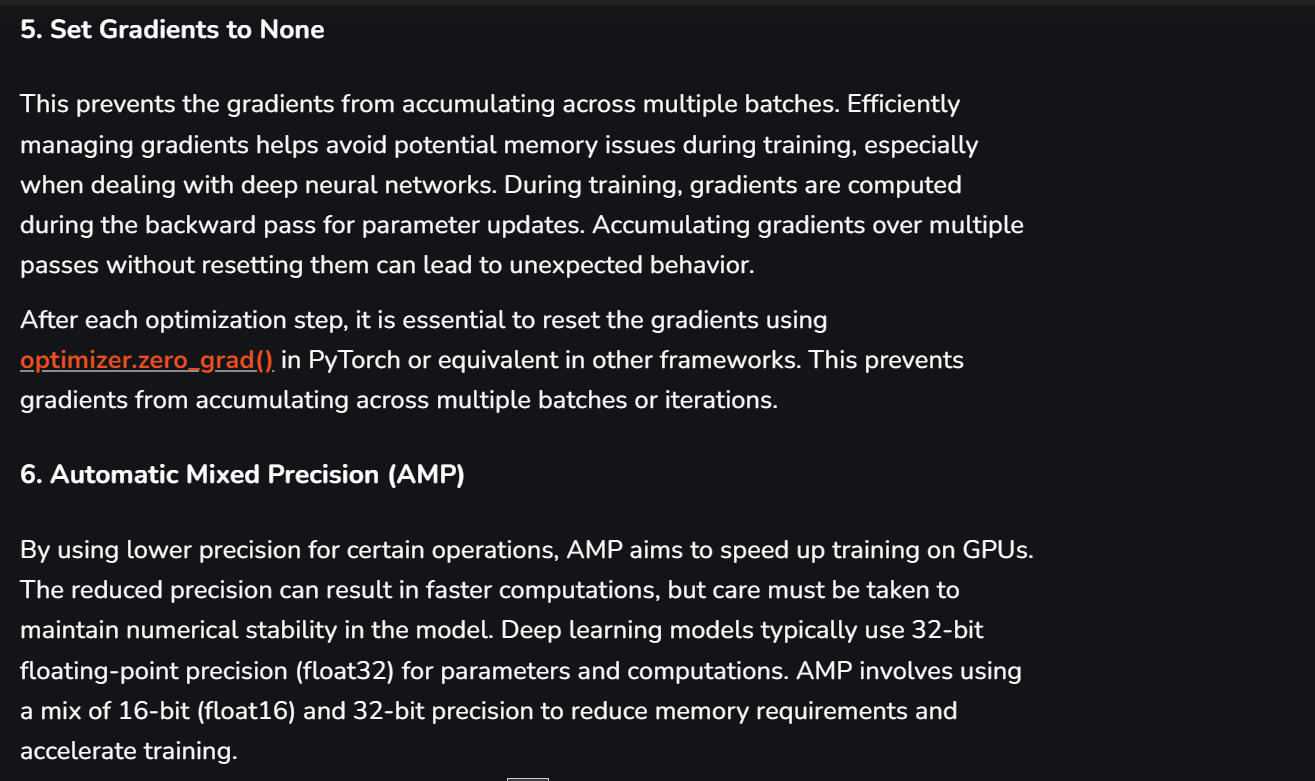 5. Set Gradients to None
This prevents the gradients from accumulating across multiple batches. Efficiently
managing gradients helps avoid potential memory issues during training, especially
when dealing with deep neural networks. During training, gradients are computed
during the backward pass for parameter updates. Accumulating gradients over multiple
passes without resetting them can lead to unexpected behavior.
After each optimization step, it is essential to reset the gradients using
optimizer.zero_grad() in PyTorch or equivalent in other frameworks. This prevents
gradients from accumulating across multiple batches or iterations.
6. Automatic Mixed Precision (AMP)
By using lower precision for certain operations, AMP aims to speed up training on GPUs.
The reduced precision can result in faster computations, but care must be taken to
maintain numerical stability in the model. Deep learning models typically use 32-bit
floating-point precision (float32) for parameters and computations. AMP involves using
a mix of 16-bit (float16) and 32-bit precision to reduce memory requirements and
accelerate training.